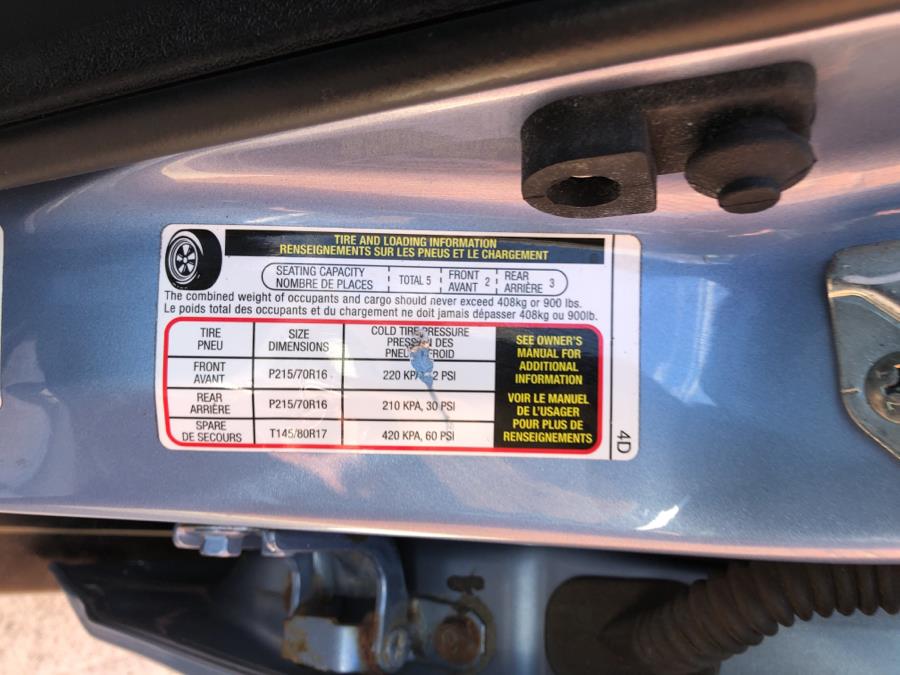 TIRE AND LOADING INFORMATION
RENSEIGNEMENTS SUR LES PNEUS ET LE CHARGEMENT
SEATING CAPACITY
NOMBRE DE PLACES
TOTAL 5
FRONT
AVANT 2
REAR
ARRIÈRE 3
The combined weight of occupants and cargo should never exceed 408kg or 900 lbs.
Le poids total des occupants et du chargement ne doit jamais dépasser 408kg ou 900lb.
TIRE
PNEU
SIZE
DIMENSIONS
COLD TIRE PRESSURE
DES
FRONT
AVANT
P215/70R16
220 PSI
REAR
ARRIÈRE
P215/70R16
210 KPA, 30 PSI
SPARE
DE SECOURS
T145/80R17
420 KPA, 60 PSI
SEE OWNER'S
MANUAL FOR
ADDITIONAL
INFORMATION
VOIR LE MANUEL
DE L'USAGER
POUR PLUS DE
RENSEIGNEMENTS
4D